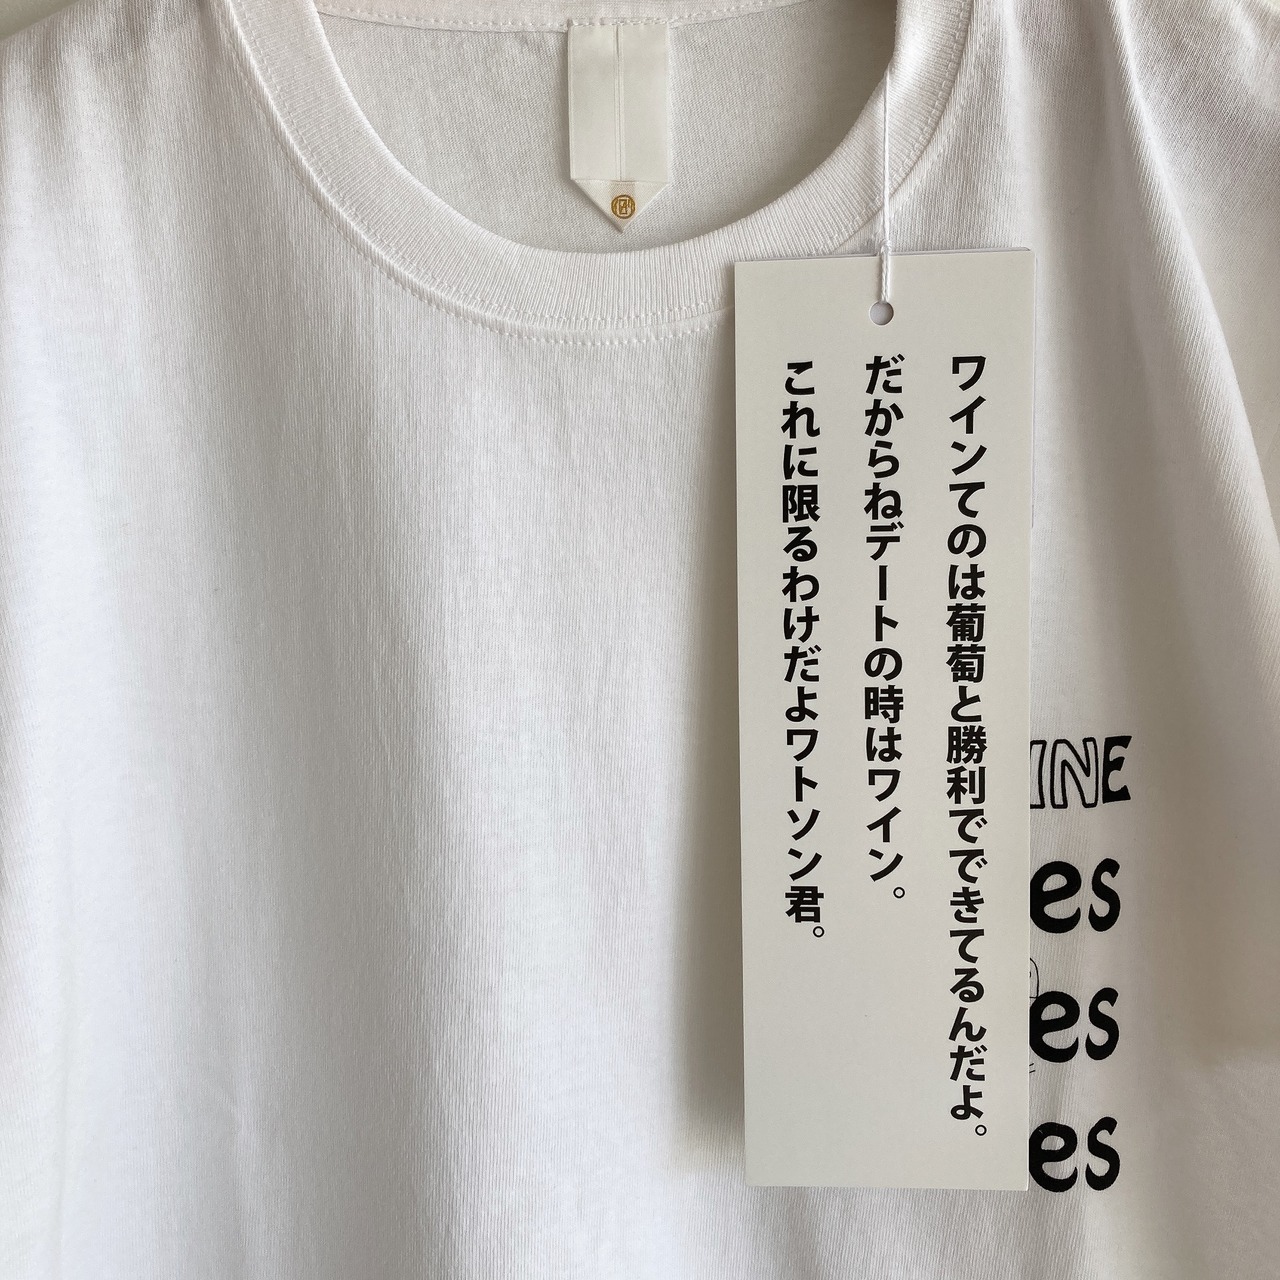 ワインてのは葡萄と勝利でできてるんだよ。
だからねデートの時はワイン。
これに限るわけだよワトソン君。
INE
es
es
es